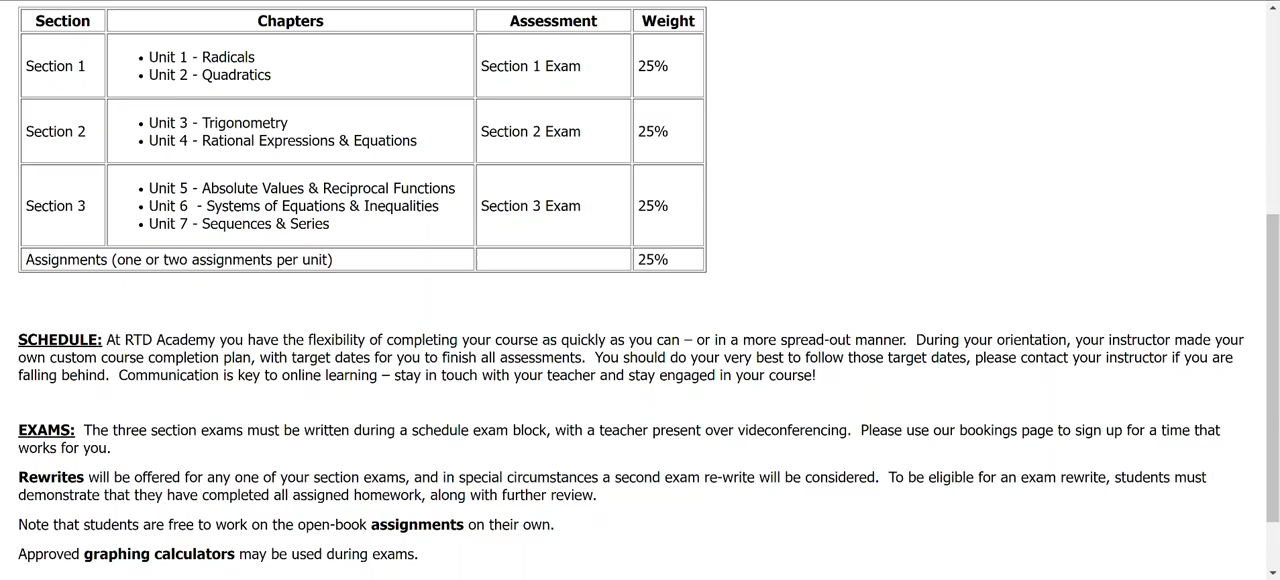 Section Chapters Assessment Weight
Section 1
• Unit 1 - Radicals
• Unit 2 - Quadratics
Section 1 Exam
25%
Section 2
• Unit 3 - Trigonometry
• Unit 4 - Rational Expressions & Equations
Section 2 Exam
25%
Section 3
• Unit 5 - Absolute Values & Reciprocal Functions
• Unit 6  - Systems of Equations & Inequalities
• Unit 7 - Sequences & Series
Section 3 Exam
25%
Assignments (one or two assignments per unit) 25%
SCHEDULE: At RTD Academy you have the flexibility of completing your course as quickly as you can – or in a more spread-out manner.  During your orientation, your instructor made your
own custom course completion plan, with target dates for you to finish all assessments.  You should do your very best to follow those target dates, please contact your instructor if you are
falling behind.  Communication is key to online learning – stay in touch with your teacher and stay engaged in your course!
EXAMS:  The three section exams must be written during a schedule exam block, with a teacher present over videoconferencing.  Please use our bookings page to sign up for a time that
works for you.
Rewrites will be offered for any one of your section exams, and in special circumstances a second exam re-write will be considered.  To be eligible for an exam rewrite, students must
demonstrate that they have completed all assigned homework, along with further review.
Note that students are free to work on the open-book assignments on their own.
Approved graphing calculators may be used during exams.